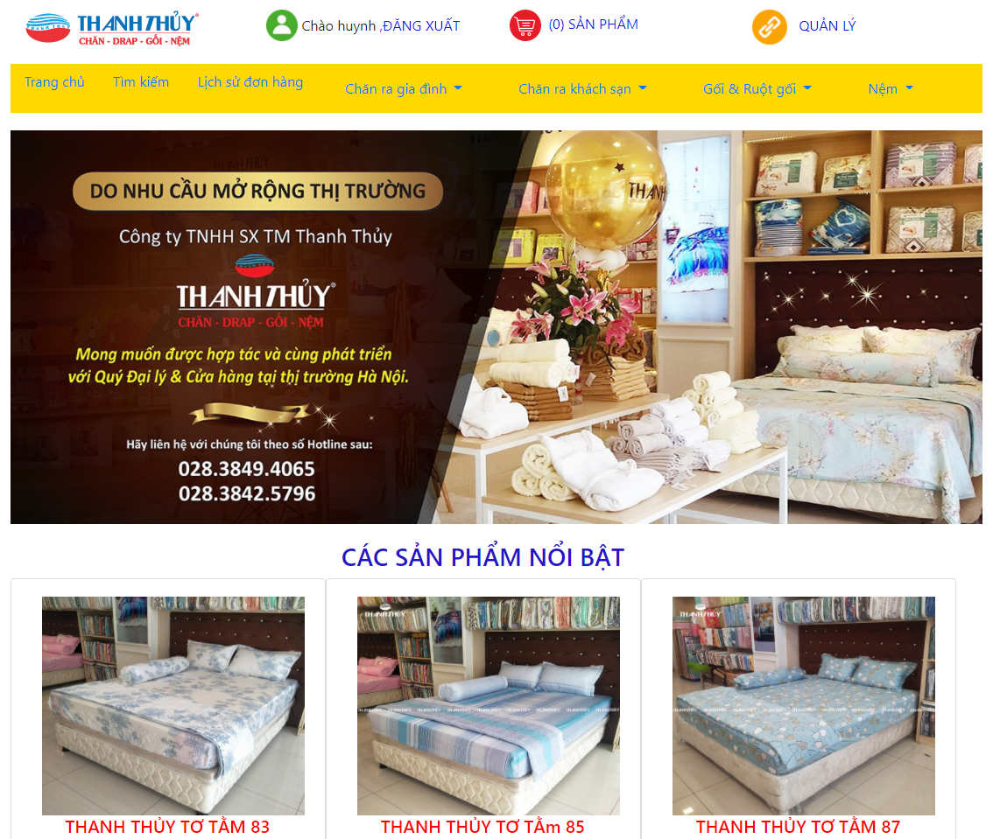 THANH THỦY®
CHĂN - DRAP - GỐI - NỆM
Chào huynh ,ĐĂNG XUẤT
(0) SẢN PHẨM
QUẢN LÝ
Trang chủ
Tìm kiếm
Lịch sử đơn hàng
Chăn ra gia đình
Chăn ra khách sạn
Gối & Ruột gối
Nệm
DO NHU CẦU MỞ RỘNG THỊ TRƯỜNG
Công ty TNHH SX TM Thanh Thủy
THANH THỦY®
CHĂN - DRAP - GỐI - NỆM
Mong muốn được hợp tác và cùng phát triển
với Quý Đại lý & Cửa hàng tại thị trường Hà Nội.
Hãy liên hệ với chúng tôi theo số Hotline sau:
028.3849.4065
028.3842.5796
THANH
CÁC SẢN PHẨM NỔI BẬT
THANH THỦY
THANH THỦY
THANH THỦY TƠ TẰM 83
THANH THỦY TƠ TẰm 85
THANH THỦY TƠ TẰM 87